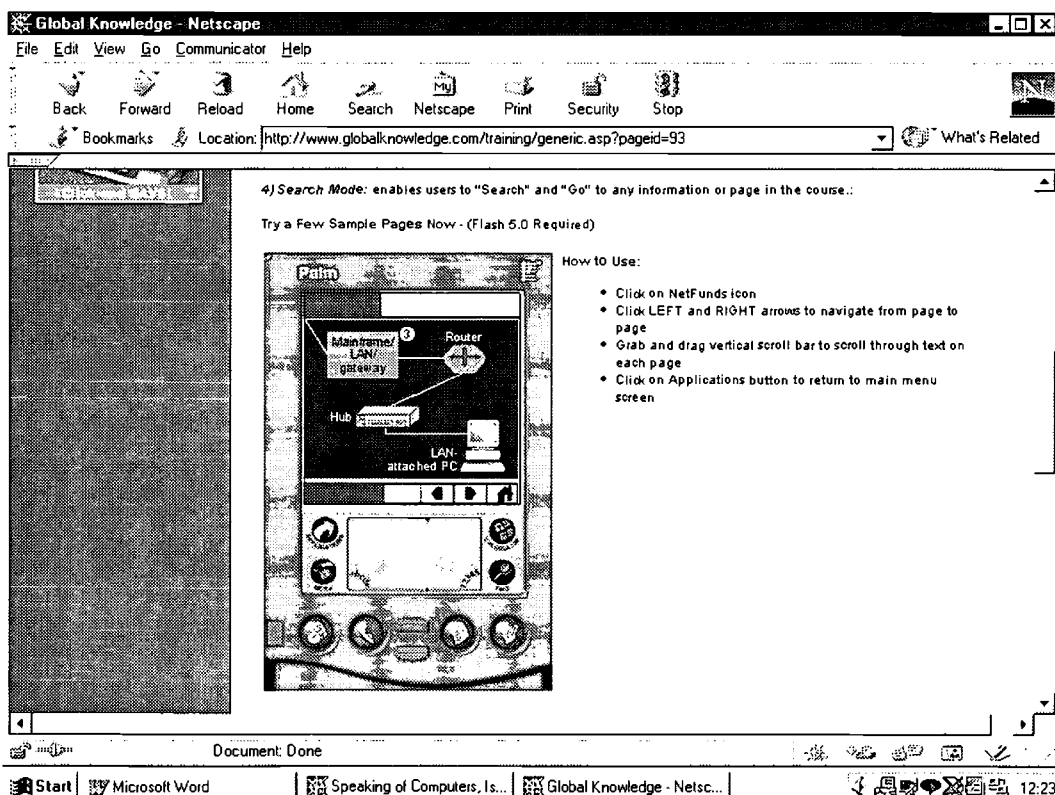 Global Knowledge - Netscape
File Edit View Go Communicator Help
My
Back Forward Reload Home Search Netscape Print Security Stop
N
Bookmarks Location: http://www.globalknowledge.com/training/generic.asp?pageid=93 What's Related
4) Search Mode: enables users to "Search" and "Go" to any information or page in the course.:
Try a Few Sample Pages Now - (Flash 5.0 Required)
Palm
Mainframe/
LAN/
gateway
3
Router
Hub
LAN-
attached PC
APPLICATIONS
CALCULATOR
MENU
FIND
How to Use:
Click on NetFunds icon
Click LEFT and RIGHT arrows to navigate from page to
page
Grab and drag vertical scroll bar to scroll through text on
each page
Click on Applications button to return to main menu
screen
Document: Done
Start Microsoft Word Speaking of Computers, Is... Global Knowledge - Netsc... 12:23